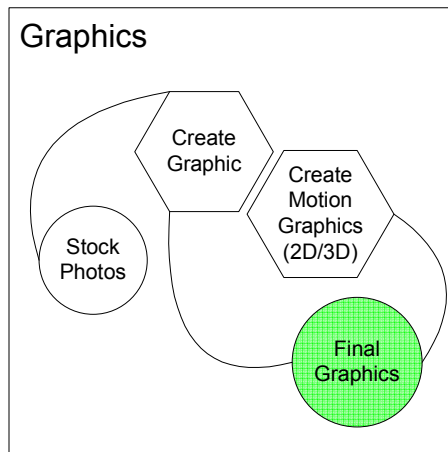 Graphics
Create
Graphic
Create
Motion
Graphics
(2D/3D)
Stock
Photos
Final
Graphics